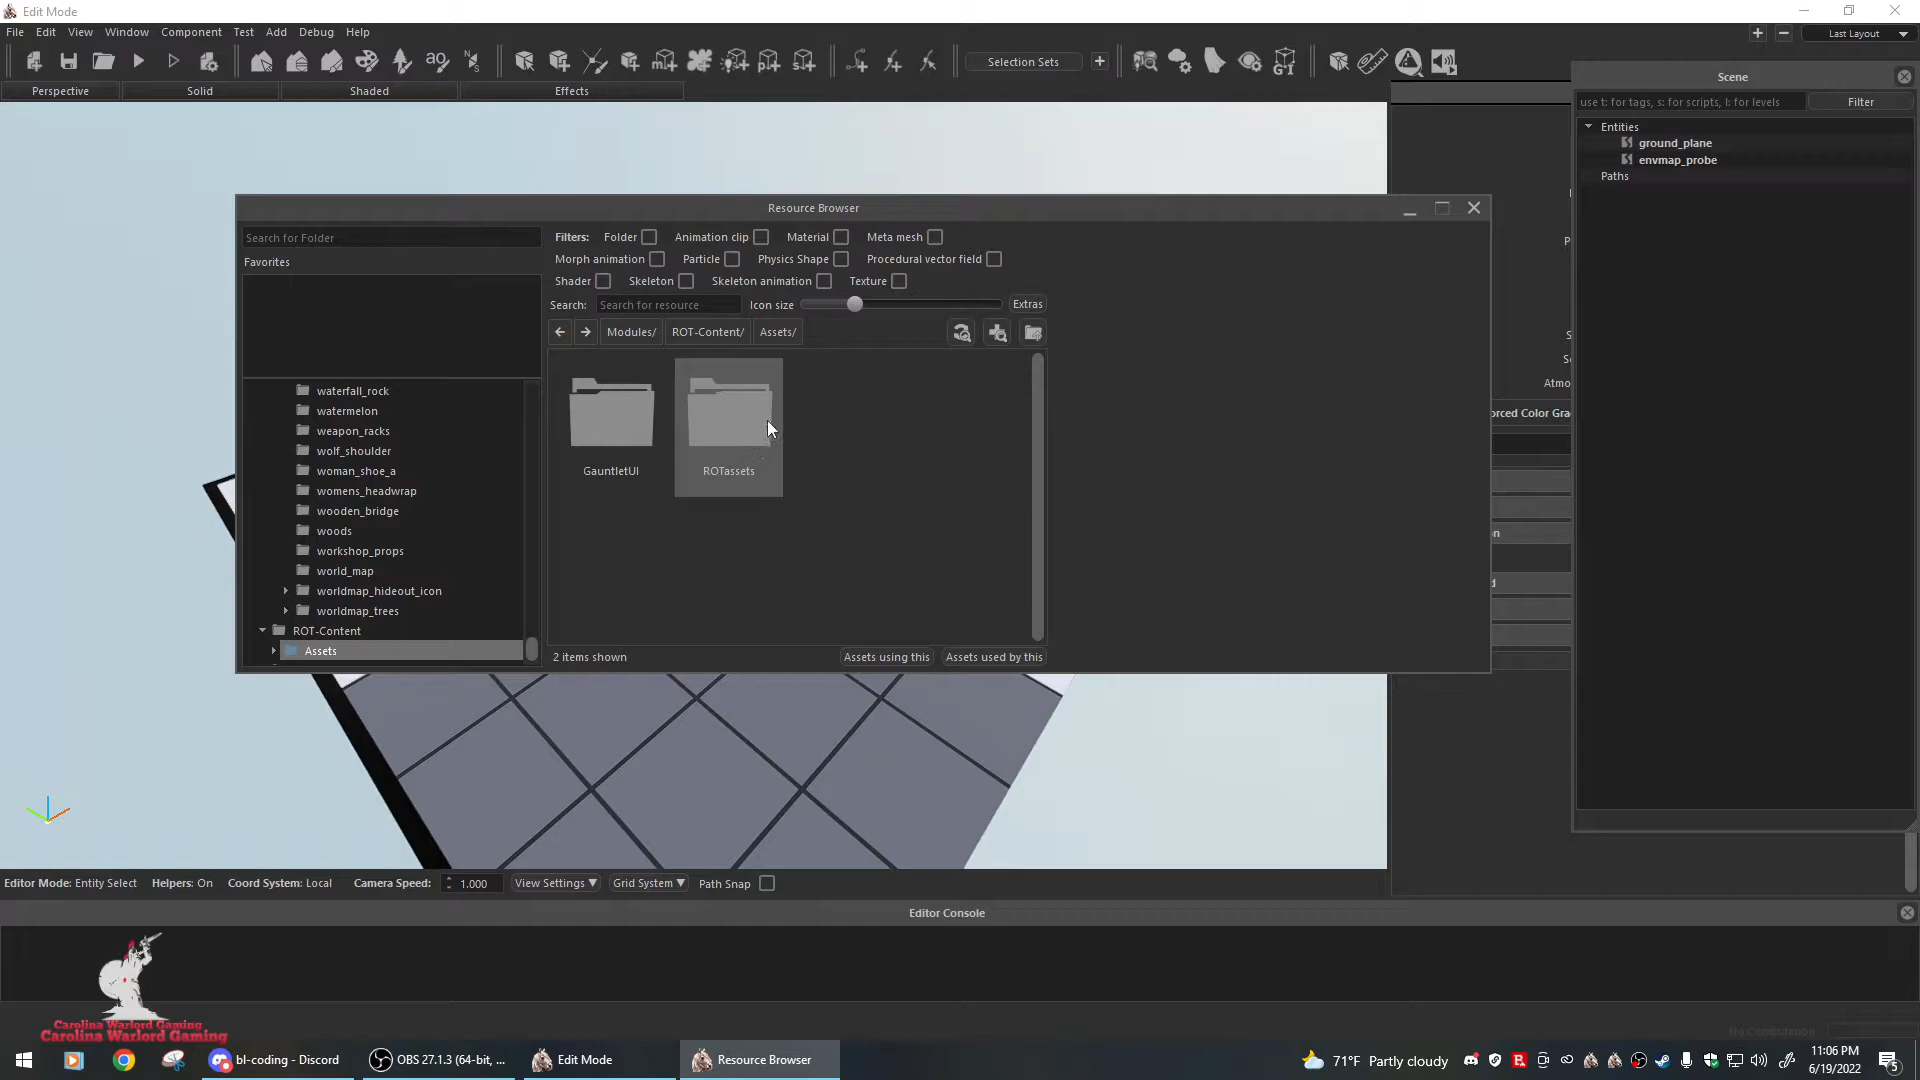 Edit Mode
File Edit View Window Component Test Add Debug Help
Last Layout
Selection Sets
Perspective Solid Shaded Effects
Scene
use t: for tags, s: for scripts, l: for levels Filter
Entities
ground_plane
envmap_probe
Paths
Resource Browser
Search for Folder
Favorites
waterfall_rock
watermelon
weapon_racks
wolf_shoulder
woman_shoe_a
womens_headwrap
wooden_bridge
woods
workshop_props
world_map
worldmap_hideout_icon
worldmap_trees
ROT-Content
Assets
Filters: Folder Animation clip Material Meta mesh
Morph animation Particle Physics Shape Procedural vector field
Shader Skeleton Skeleton animation Texture
Search: Search for resource Icon size Extras
Modules/ ROT-Content/ Assets/
GauntletUI ROTassets
2 items shown Assets using this Assets used by this
Atmo
orced Color Gra
Editor Mode: Entity Select Helpers: On Coord System: Local Camera Speed: 1.000 View Settings Grid System Path Snap
Editor Console
No Computation
Carolina Warlord Gaming
Carolina Warlord Gaming
bl-coding - Discord OBS 27.1.3 (64-bit, ... Edit Mode Resource Browser
71°F Partly cloudy
11:06 PM
6/19/2022
5